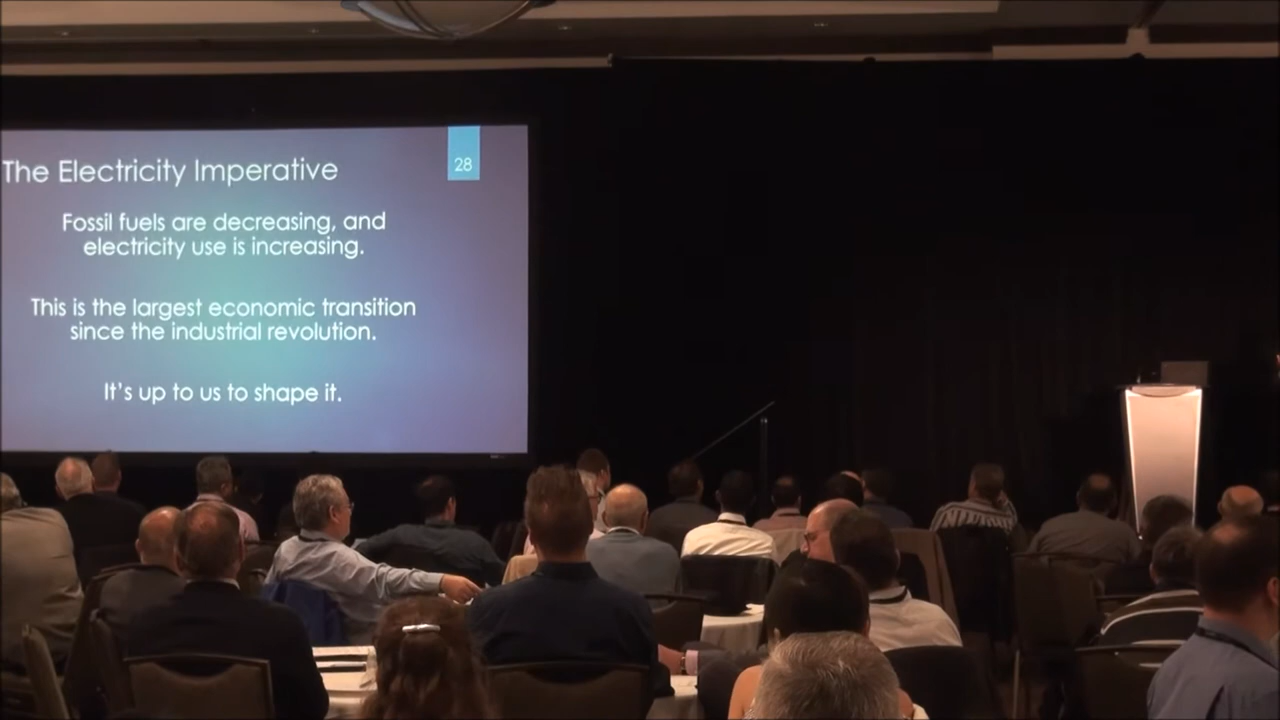 The Electricity Imperative
28
Fossil fuels are decreasing, and
electricity use is increasing.
This is the largest economic transition
since the industrial revolution.
It's up to us to shape it.